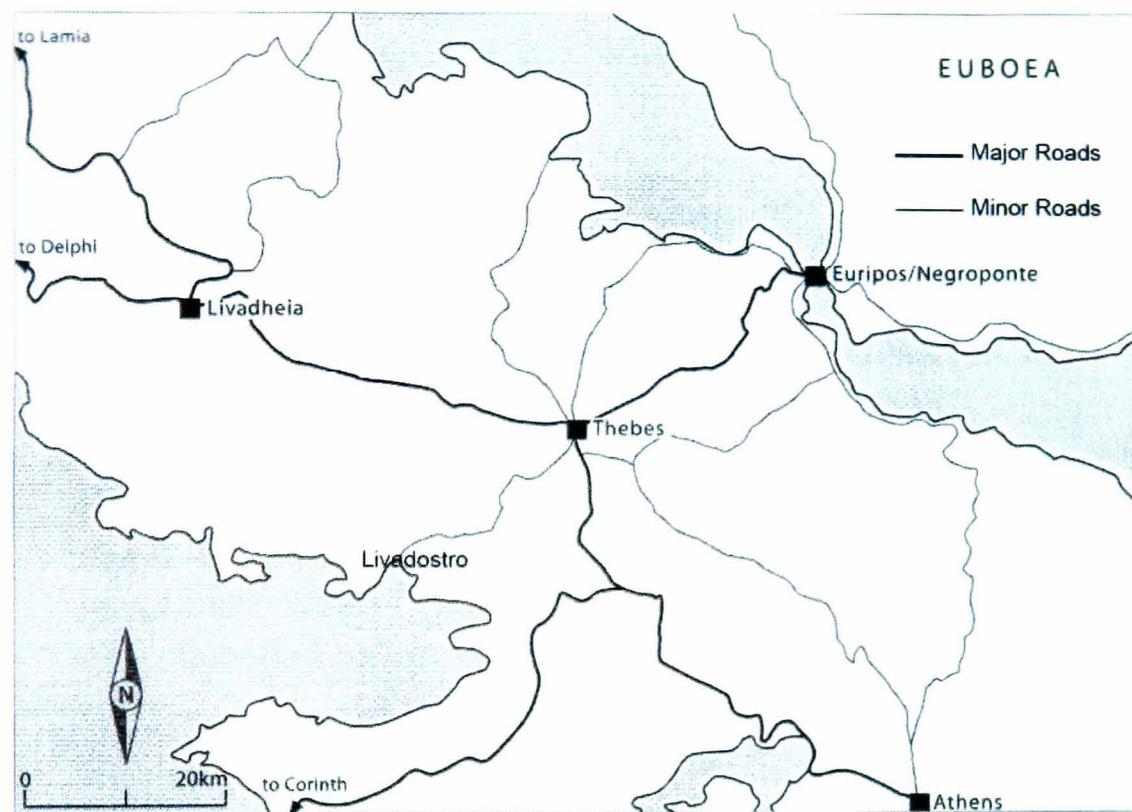 to Lamia
EUBOEA
Major Roads
Minor Roads
to Delphi
Euripos/Negroponte
Livadheia
Thebes
Livadostro
N
0 20km
to Corinth
Athens